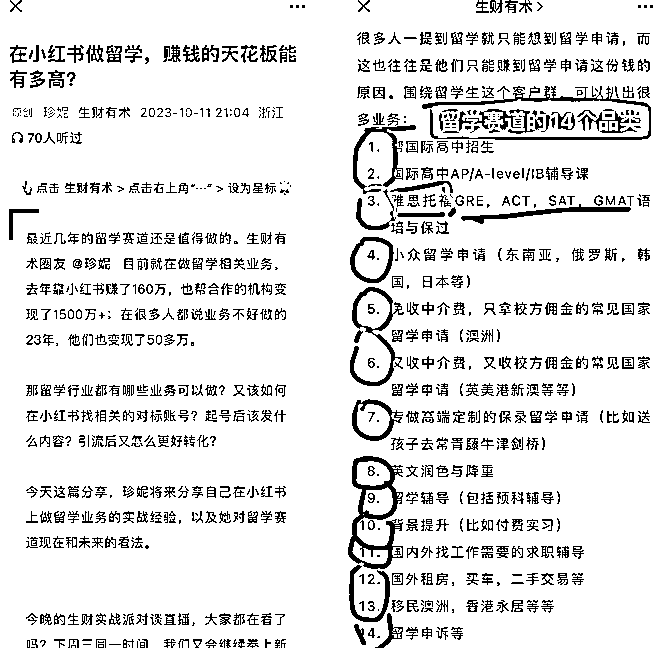 在小红书做留学，赚钱的天花板能
有多高？
原创 珍妮 生财有术 2023-10-11 21:04 浙江
70人听过
点击 生财有术 > 点击右上角“···” > 设为星标
最近几年的留学赛道还是值得做的。生财有
术圈友 @珍妮 目前就在做留学相关业务，
去年靠小红书赚了160万，也帮合作的机构变
现了1500万+；在很多人都说业务不好做的
23年，他们也变现了50多万。
那留学行业都有哪些业务可以做？又该如何
在小红书找相关的对标账号？起号后该发什
么内容？引流后又怎么更好转化？
今天这篇分享，珍妮将来分享自己在小红书
上做留学业务的实战经验，以及她对留学赛
道现在和未来的看法。
今晚的生财实战派对谈直播，大家都在看了
吗？下周三同一时间，我们又会继续奉上新
生财有术 >
很多人一提到留学就只能想到留学申请，而
这也往往是他们只能赚到留学申请这份钱的
原因。围绕留学生这个客户群，可以扒出很
多业务：
留学赛道的14个品类
1. 帮国际高中招生
2. 国际高中AP/A-level/IB辅导课
3. 雅思托福GRE，ACT，SAT，GMAT语
培与保过
4. 小众留学申请（东南亚，俄罗斯，韩
国，日本等）
5. 免收中介费，只拿校方佣金的常见国家
留学申请（澳洲）
6. 又收中介费，又收校方佣金的常见国家
留学申请（英美港新澳等等）
7. 专做高端定制的保录留学申请（比如送
孩子去常青藤牛津剑桥）
8. 英文润色与降重
9. 留学辅导（包括预科辅导）
10. 背景提升（比如付费实习）
11. 国内外找工作需要的求职辅导
12. 国外租房，买车，二手交易等
13. 移民澳洲，香港永居等等
14. 留学申诉等